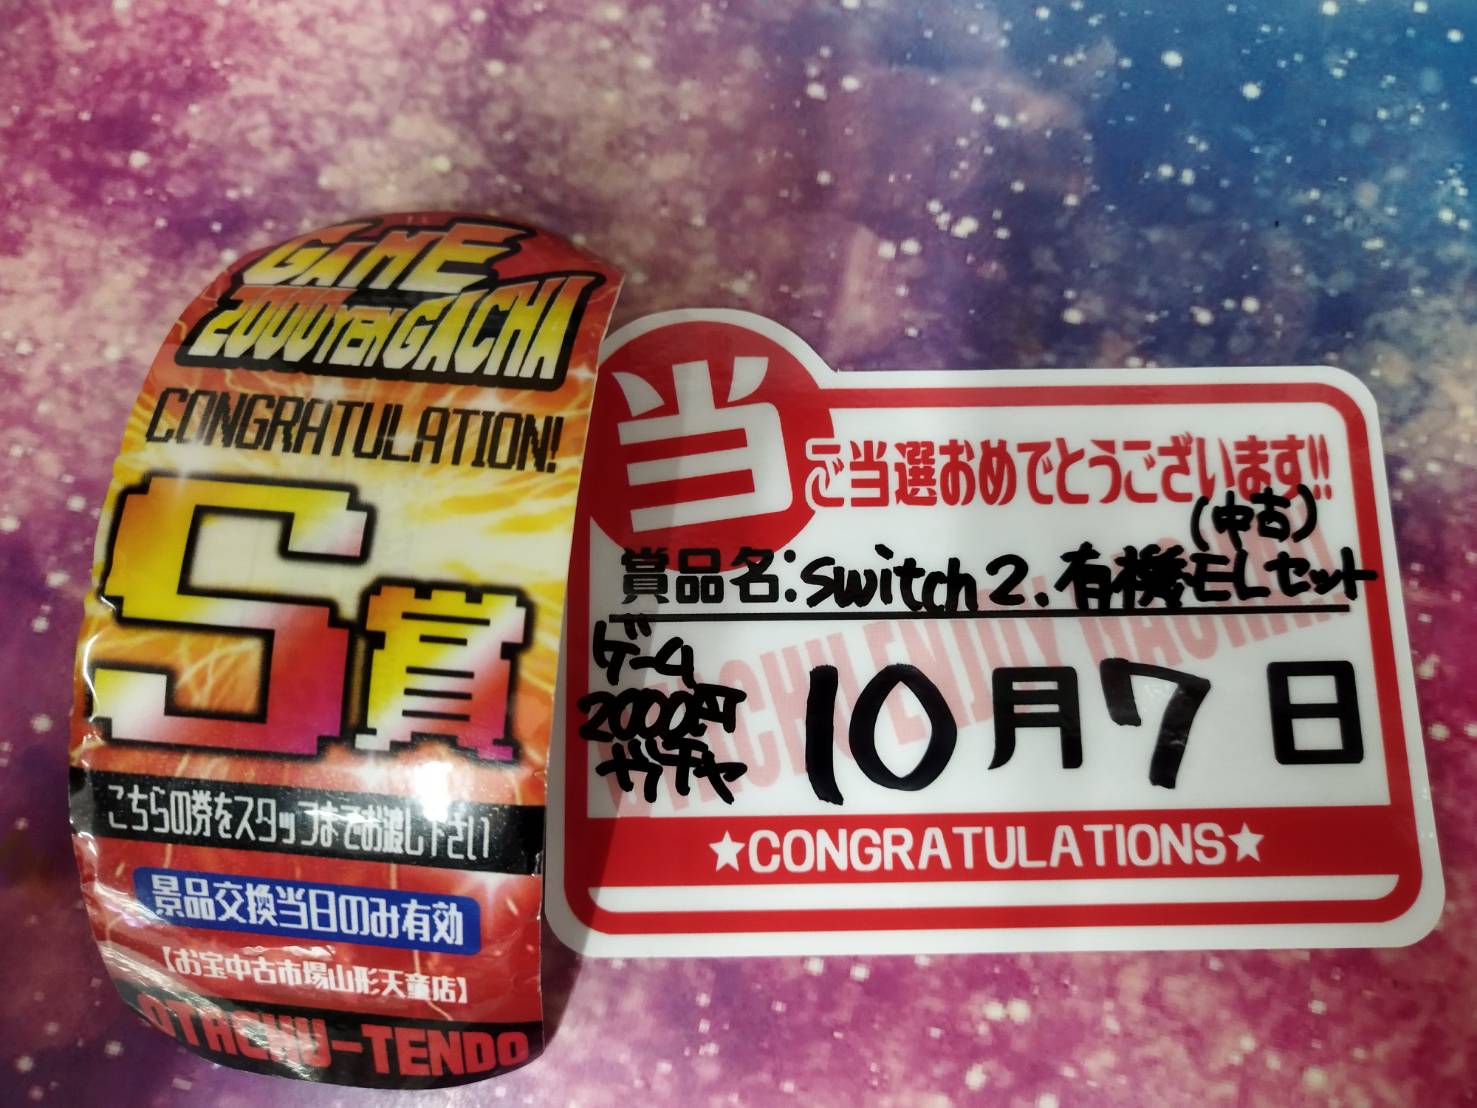 GAME
2000YEN GACHA
CONGRATULATION!
S賞
こちらの券をスタッフまでお渡し下さい
景品交換当日のみ有効
【お宝中古市場山形天童店】
OTACHU-TENDO
当
ご当選おめでとうございます!!
(中古)
賞品名:switch2.有機ELセット
ゲーム
2000円
ガチャ
10月7日
★CONGRATULATIONS★